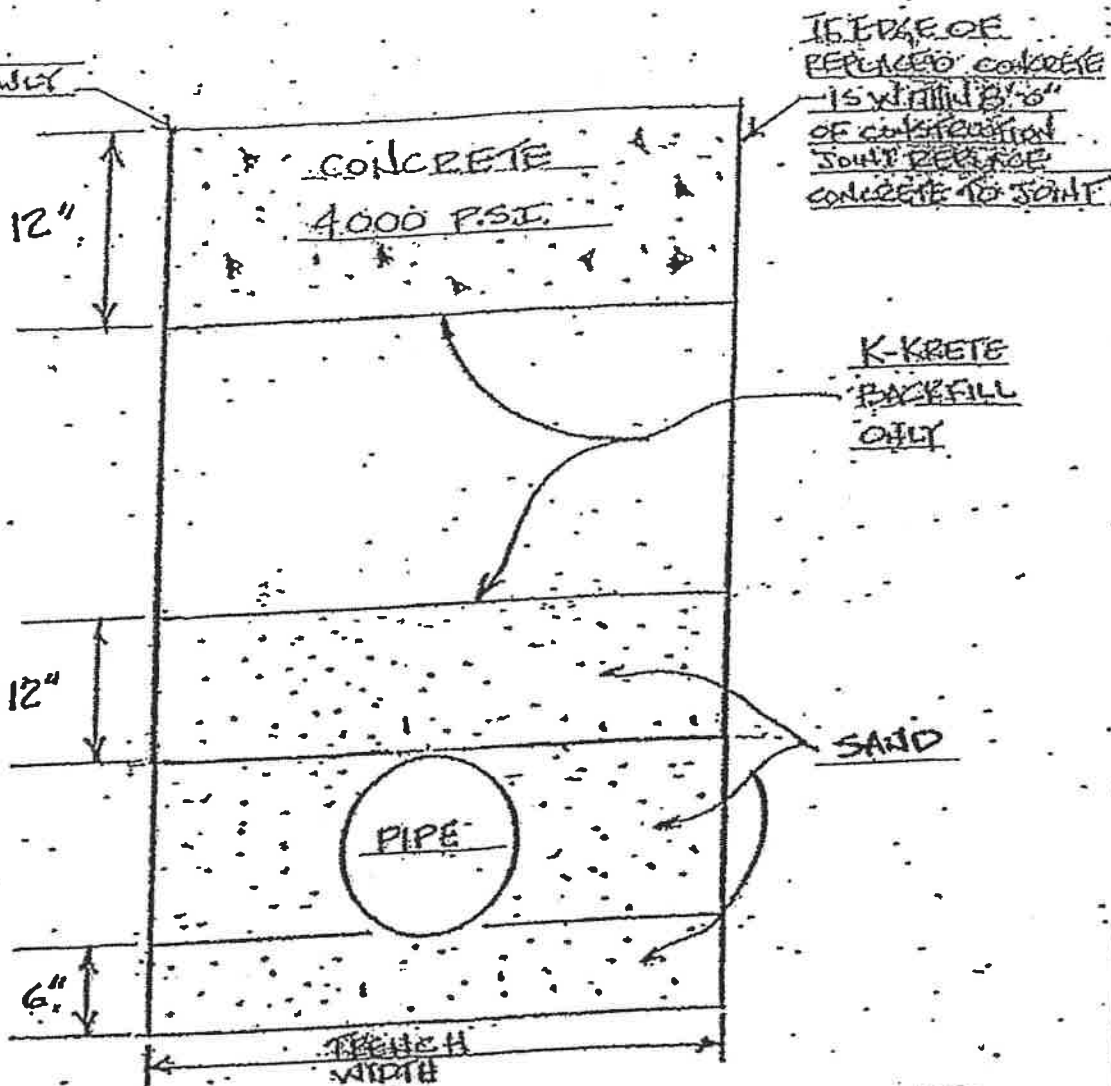 IF EDGE OF
REPLACED CONCRETE
IS WITHIN 8'-0"
OF CONSTRUCTION
JOINT REPLACE
CONCRETE TO JOINT
CONCRETE
4000 P.S.I.
12"
K-KRETE
BACKFILL
ONLY
12"
SAND
PIPE
6"
TRENCH
WIDTH